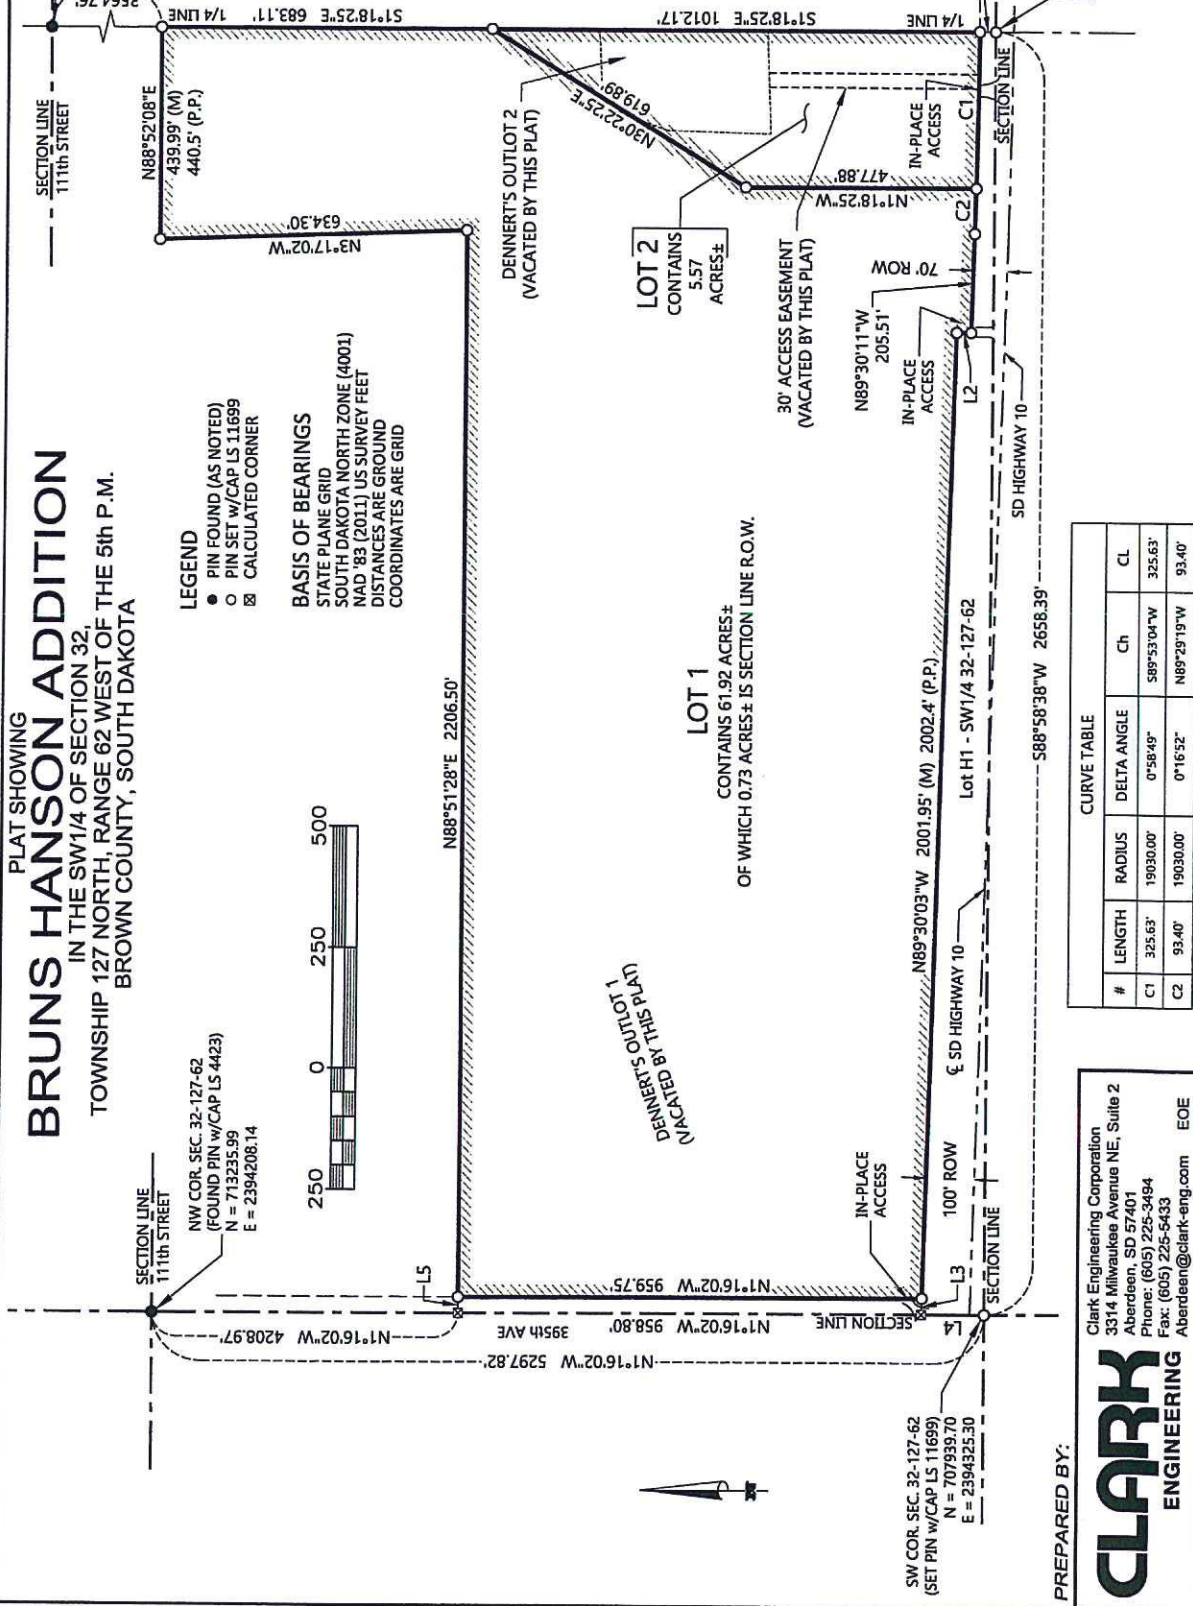 PLAT SHOWING
BRUNS HANSON ADDITION
IN THE SW1/4 OF SECTION 32,
TOWNSHIP 127 NORTH, RANGE 62 WEST OF THE 5th P.M.
BROWN COUNTY, SOUTH DAKOTA
SECTION LINE
111th STREET
NW COR. SEC. 32-127-62
(FOUND PIN w/CAP LS 4423)
N = 713235.99
E = 2394208.14
250 0 250 500
LEGEND
PIN FOUND (AS NOTED)
PIN SET w/CAP LS 11699
CALCULATED CORNER
BASIS OF BEARINGS
STATE PLANE GRID
SOUTH DAKOTA NORTH ZONE (4001)
NAD '83 (2011) US SURVEY FEET
DISTANCES ARE GROUND
COORDINATES ARE GRID
SECTION LINE
111th STREET
N88°52'08"E
439.99' (M)
440.5' (P.P.)
1/4 LINE S1°18'25"E 683.11'
N3°17'02"W 634.30'
S1°18'25"E 1012.17'
1/4 LINE
N30°22'25"E
619.89'
DENNERT'S OUTLOT 2
(VACATED BY THIS PLAT)
LOT 2
CONTAINS
5.57
ACRES±
N1°18'25"W 477.88'
30' ACCESS EASEMENT
(VACATED BY THIS PLAT)
IN-PLACE
ACCESS
C1
C2
SECTION LINE
70' ROW
N89°30'11"W
205.51'
IN-PLACE
ACCESS
L2
SD HIGHWAY 10
L5
N88°51'28"E 2206.50'
N1°16'02"W 4208.97'
N1°16'02"W 5297.82'
395th AVE
N1°16'02"W 958.80'
N1°16'02"W 959.75'
SECTION LINE
LOT 1
CONTAINS 61.92 ACRES±
OF WHICH 0.73 ACRES± IS SECTION LINE R.O.W.
DENNERT'S OUTLOT 1
(VACATED BY THIS PLAT)
IN-PLACE
ACCESS
L3
L4
N89°30'03"W 2001.95' (M) 2002.4' (P.P.)
100' ROW
℄ SD HIGHWAY 10
Lot H1 - SW1/4 32-127-62
SECTION LINE
S88°58'38"W 2658.39'
SW COR. SEC. 32-127-62
(SET PIN w/CAP LS 11699)
N = 707939.70
E = 2394325.30
N
PREPARED BY:
CLARK
ENGINEERING
Clark Engineering Corporation
3314 Milwaukee Avenue NE, Suite 2
Aberdeen, SD 57401
Phone: (605) 225-3494
Fax: (605) 225-5433
Aberdeen@clark-eng.com EOE
CURVE TABLE
# LENGTH RADIUS DELTA ANGLE Ch CL
C1 325.63' 19030.00' 0°58'49" S89°53'04"W 325.63'
C2 93.40' 19030.00' 0°16'52" N89°29'19"W 93.40'